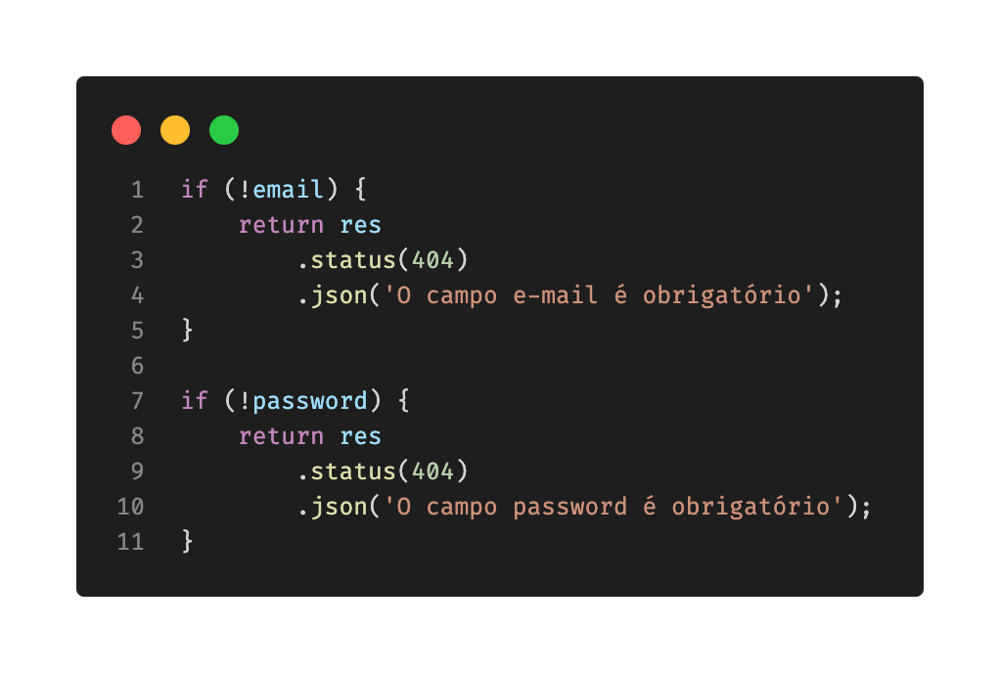 1 if (!email) {
2     return res
3         .status(404)
4         .json('O campo e-mail é obrigatório');
5 }
6
7 if (!password) {
8     return res
9         .status(404)
10         .json('O campo password é obrigatório');
11 }